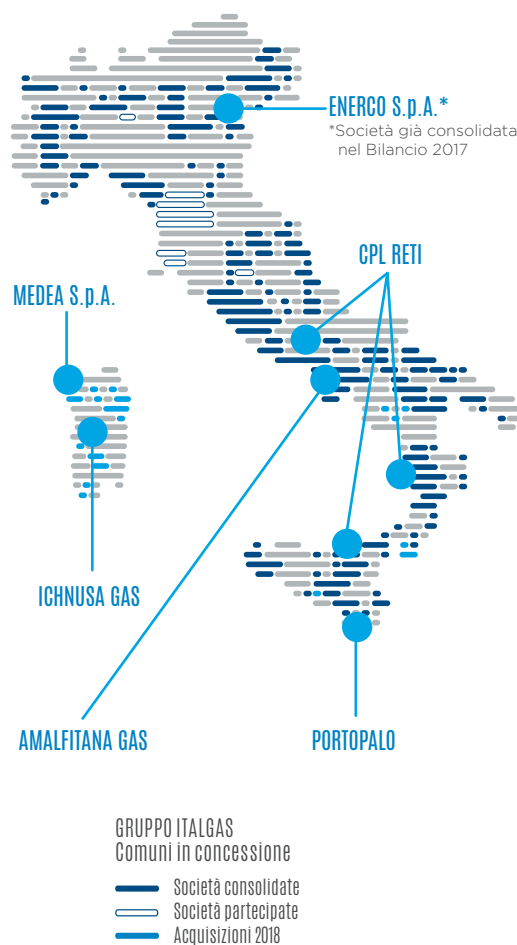 ENERCO S.p.A.*
*Società già consolidata
nel Bilancio 2017
CPL RETI
MEDEA S.p.A.
ICHNUSA GAS
AMALFITANA GAS
PORTOPALO
GRUPPO ITALGAS
Comuni in concessione
Società consolidate
Società partecipate
Acquisizioni 2018